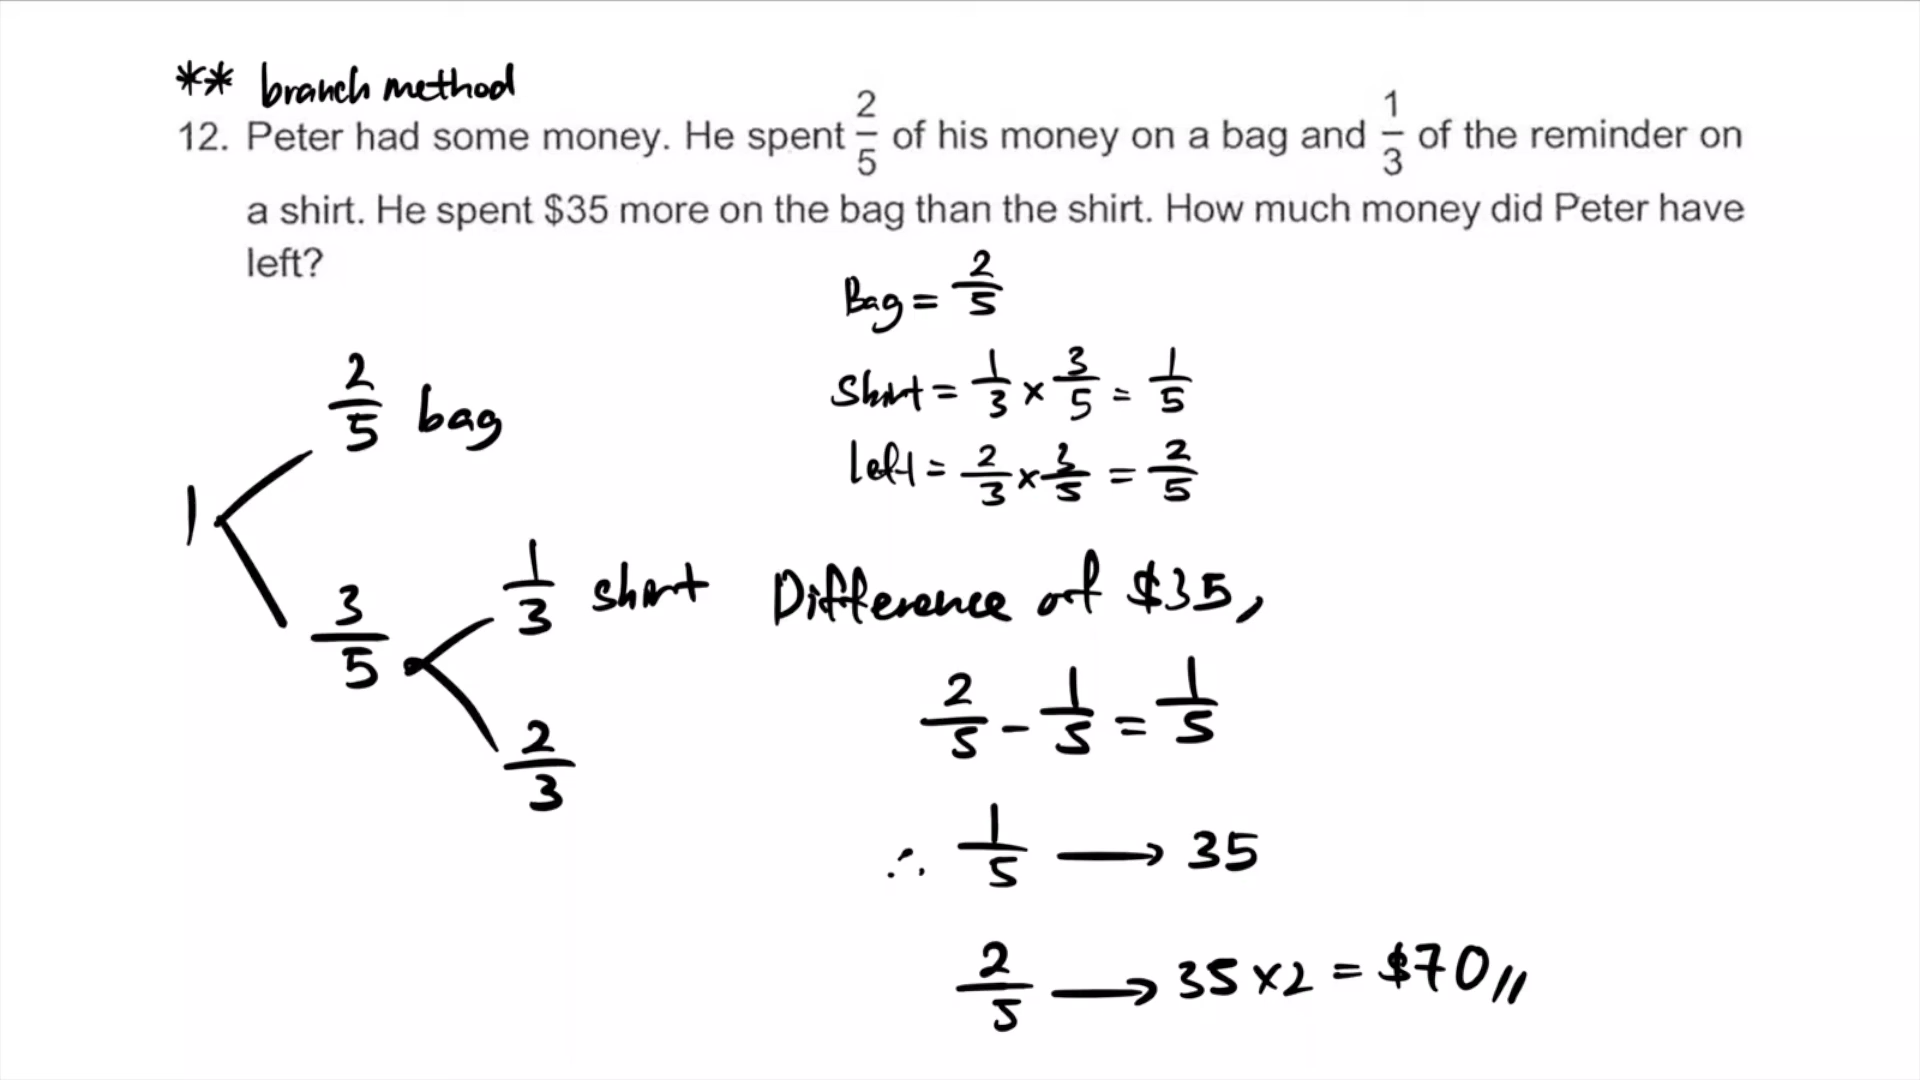 ** branch method
12. Peter had some money. He spent 2/5 of his money on a bag and 1/3 of the reminder on
a shirt. He spent $35 more on the bag than the shirt. How much money did Peter have
left?
Bag = 2/5
Shirt = 1/3 × 3/5 = 1/5
Left = 2/3 × 3/5 = 2/5
2/5 bag
1
3/5
1/3 shirt
2/3
Difference of $35,
2/5 - 1/5 = 1/5
∴ 1/5 → 35
2/5 → 35 × 2 = $70//